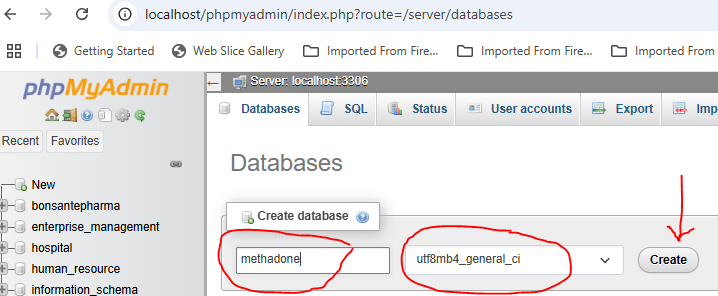 localhost/phpmyadmin/index.php?route=/server/databases
Getting Started Web Slice Gallery Imported From Fire... Imported From Fire... Imported From
phpMyAdmin
Recent Favorites
New
bonsantepharma
enterprise_management
hospital
human_resource
information_schema
Server: localhost:3306
Databases SQL Status User accounts Export Imp
Databases
Create database
methadone utf8mb4_general_ci Create